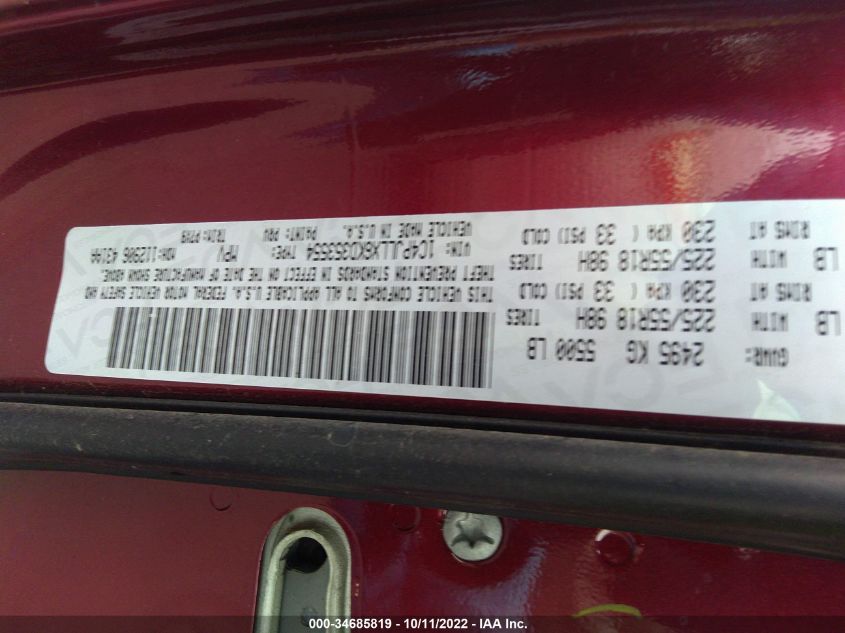 GVWR: 2495 KG 5500 LB
LB WITH 225/55R18 98H TIRES
RIMS AT 230 KPA ( 33 PSI) COLD
LB WITH 225/55R18 98H TIRES
RIMS AT 230 KPA ( 33 PSI) COLD
THIS VEHICLE CONFORMS TO ALL APPLICABLE U.S.A. FEDERAL MOTOR VEHICLE SAFETY AND
THEFT PREVENTION STANDARDS IN EFFECT ON THE DATE OF MANUFACTURE SHOWN ABOVE.
VIN: 1C4PJLLX6KD353554 TYPE: MPV MDH: 112906
VEHICLE MADE IN U.S.A. PAINT: PRV TRIM:
000-34685819 - 10/11/2022 - IAA Inc.